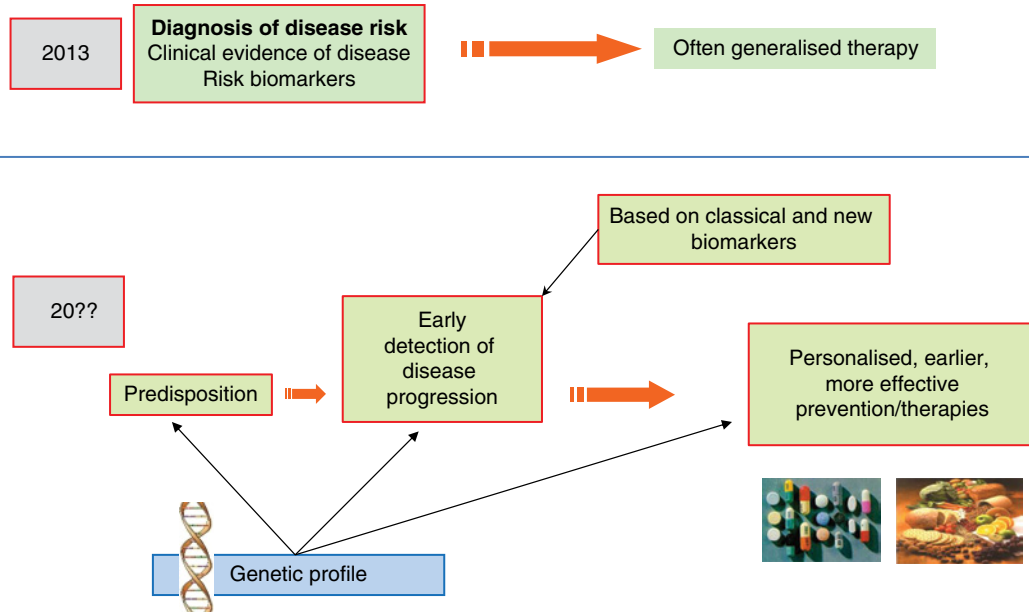 2013
Diagnosis of disease risk
Clinical evidence of disease
Risk biomarkers
Often generalised therapy
Based on classical and new
biomarkers
20??
Early
detection of
disease
progression
Predisposition
Personalised, earlier,
more effective
prevention/therapies
Genetic profile